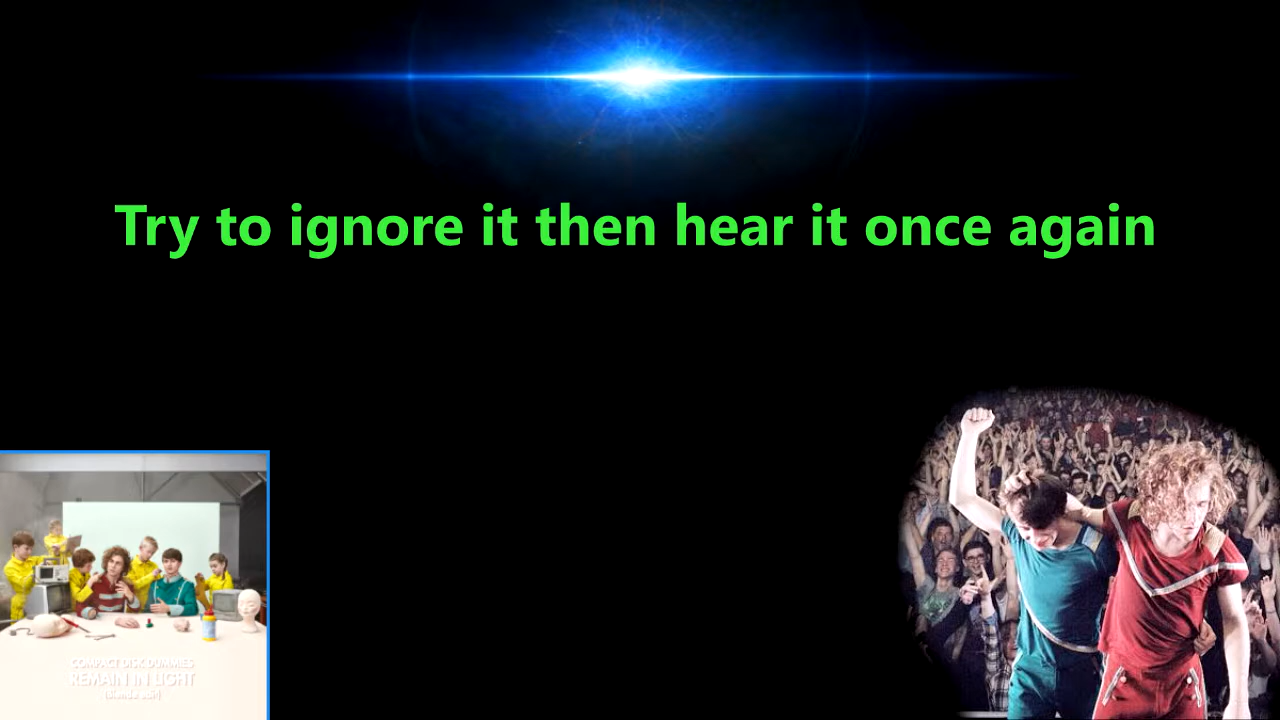 Try to ignore it then hear it once again
COMPACT DISK DUMMIES
REMAIN IN LIGHT